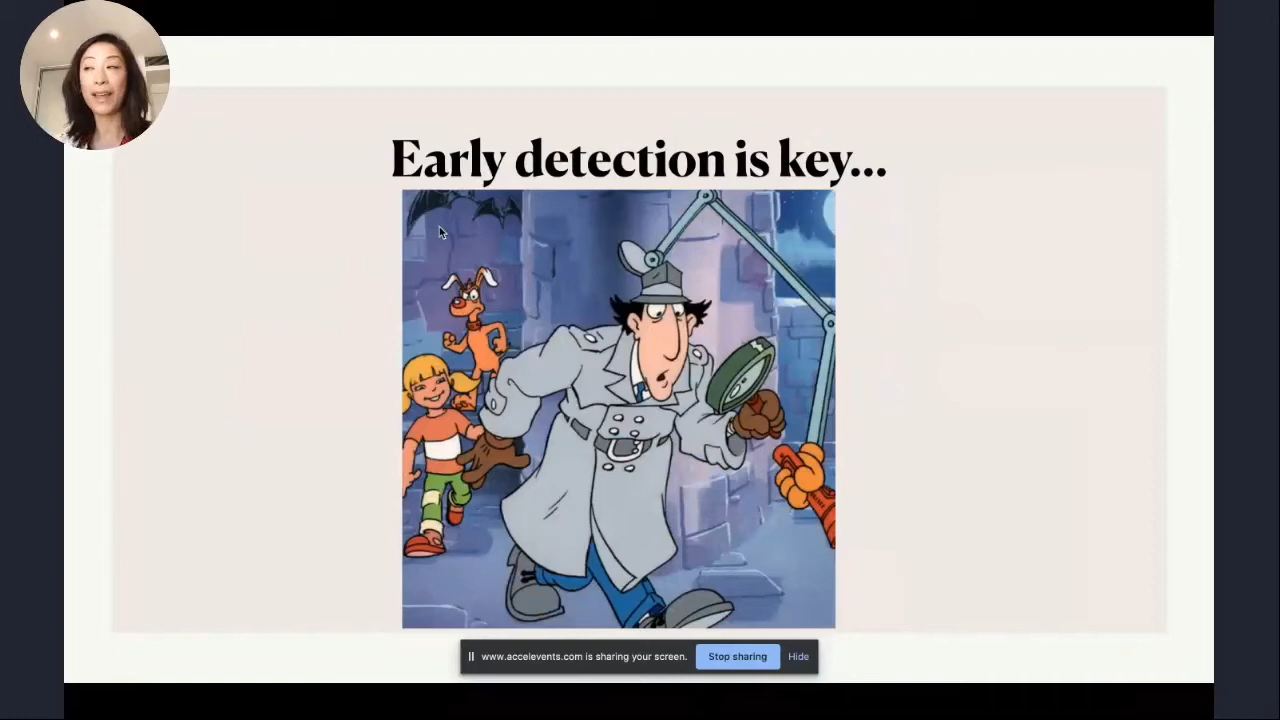 Early detection is key...
www.accelevents.com is sharing your screen.
Stop sharing
Hide